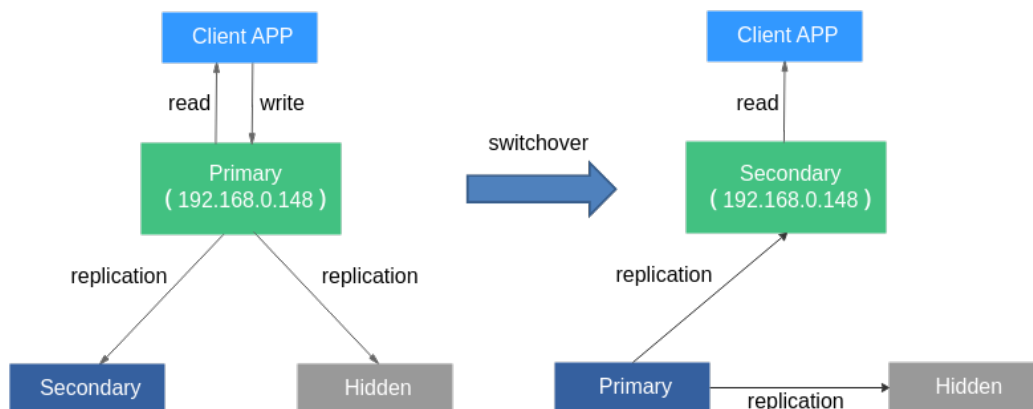 Client APP
read
write
Primary
( 192.168.0.148 )
replication
replication
Secondary
Hidden
switchover
Client APP
read
Secondary
( 192.168.0.148 )
replication
Primary
replication
Hidden